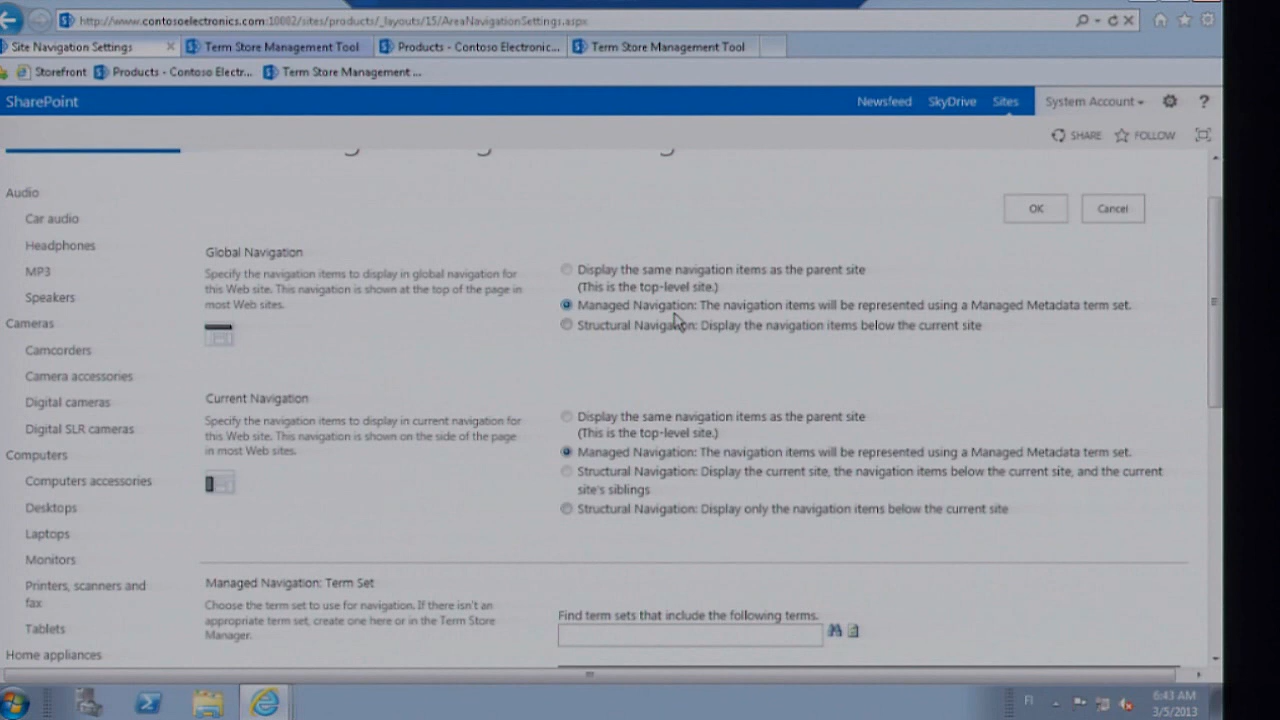 http://www.contosoelectronics.com:10002/sites/products/_layouts/15/AreaNavigationSettings.aspx
Site Navigation Settings
Term Store Management Tool
Products - Contoso Electronic...
Term Store Management Tool
Storefront
Products - Contoso Electr...
Term Store Management ...
SharePoint
Newsfeed
SkyDrive
Sites
System Account
?
SHARE
FOLLOW
Audio
Car audio
Headphones
MP3
Speakers
Cameras
Camcorders
Camera accessories
Digital cameras
Digital SLR cameras
Computers
Computers accessories
Desktops
Laptops
Monitors
Printers, scanners and
fax
Tablets
Home appliances
OK
Cancel
Global Navigation
Specify the navigation items to display in global navigation for
this Web site. This navigation is shown at the top of the page in
most Web sites.
Display the same navigation items as the parent site
(This is the top-level site.)
Managed Navigation: The navigation items will be represented using a Managed Metadata term set.
Structural Navigation: Display the navigation items below the current site
Current Navigation
Specify the navigation items to display in current navigation for
this Web site. This navigation is shown on the side of the page
in most Web sites.
Display the same navigation items as the parent site
(This is the top-level site.)
Managed Navigation: The navigation items will be represented using a Managed Metadata term set.
Structural Navigation: Display the current site, the navigation items below the current site, and the current
site's siblings
Structural Navigation: Display only the navigation items below the current site
Managed Navigation: Term Set
Choose the term set to use for navigation. If there isn't an
appropriate term set, create one here or in the Term Store
Manager.
Find term sets that include the following terms.
FI
6:43 AM
3/5/2013